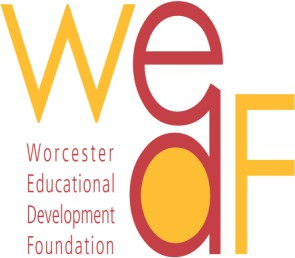 We
dF
Worcester
Educational
Development
Foundation